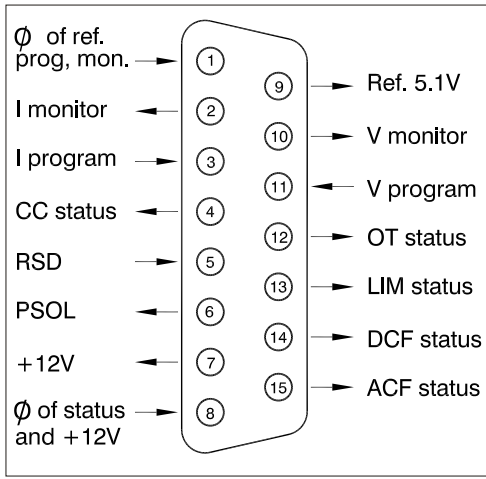 Ø of ref.
prog, mon.
1
I monitor
2
I program
3
CC status
4
RSD
5
PSOL
6
+12V
7
Ø of status
and +12V
8
9
Ref. 5.1V
10
V monitor
11
V program
12
OT status
13
LIM status
14
DCF status
15
ACF status